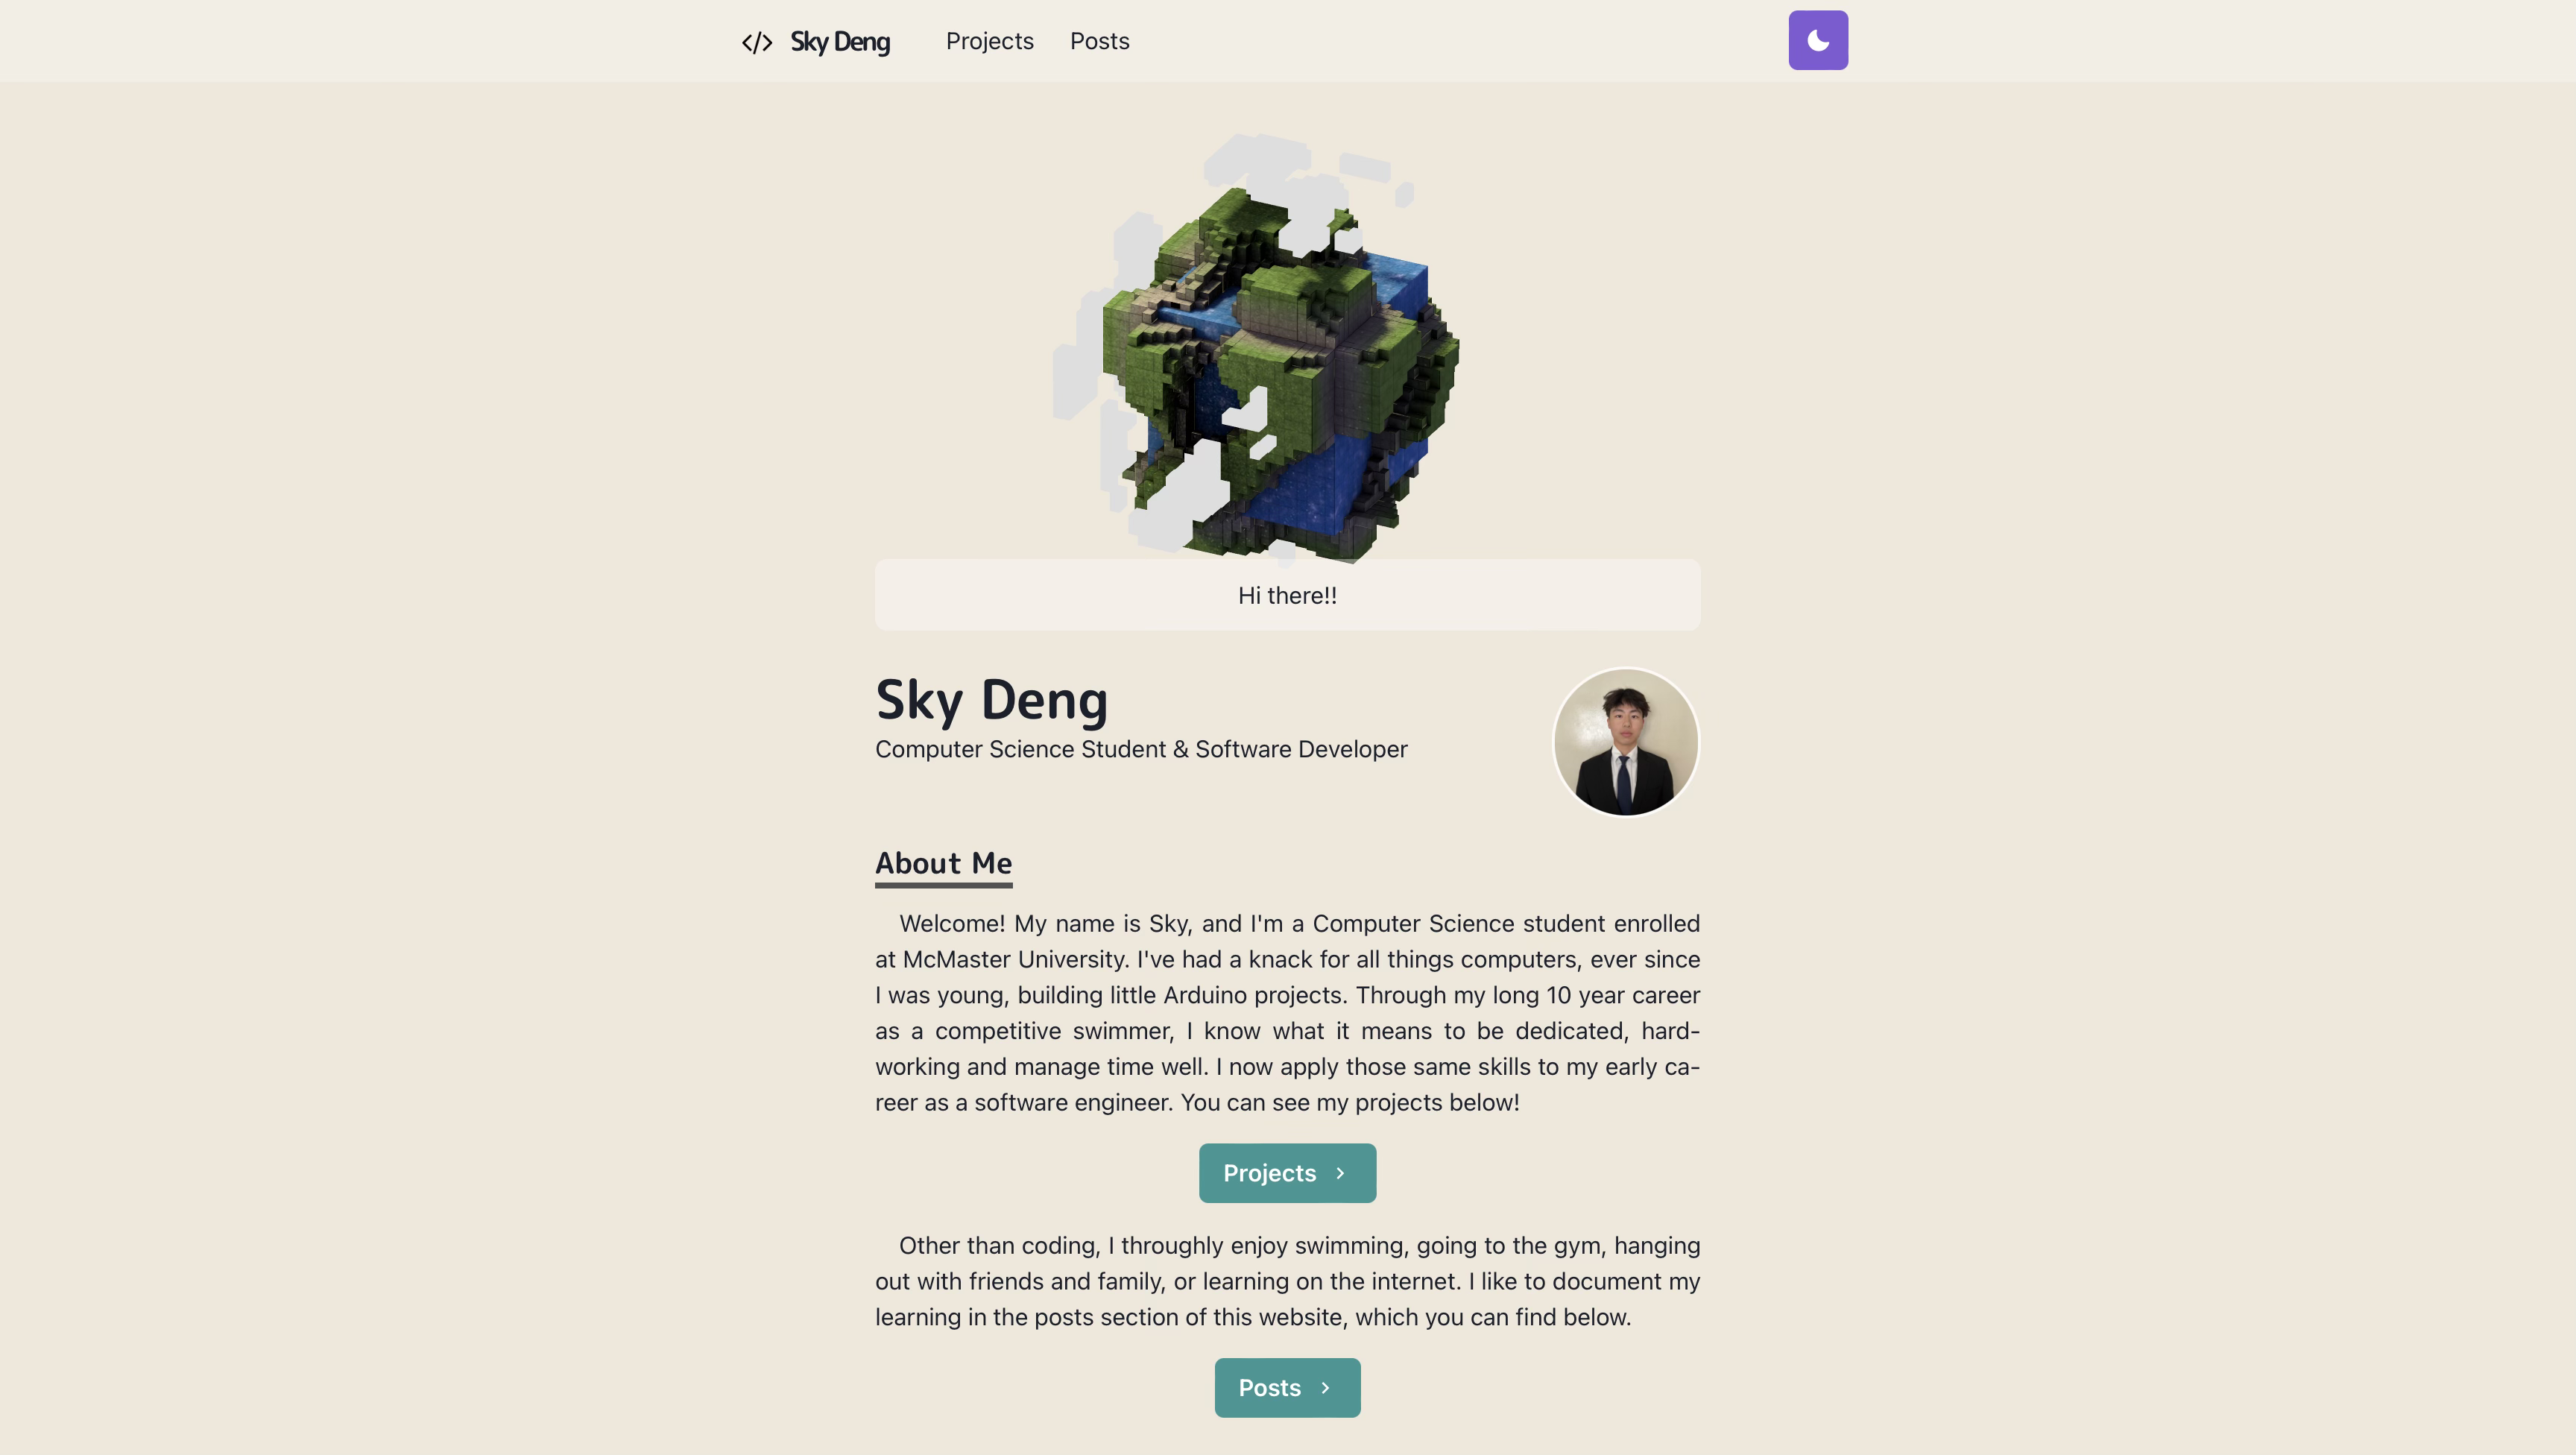 </> Sky Deng Projects Posts
Hi there!!
Sky Deng
Computer Science Student & Software Developer
About Me
Welcome! My name is Sky, and I'm a Computer Science student enrolled
at McMaster University. I've had a knack for all things computers, ever since
I was young, building little Arduino projects. Through my long 10 year career
as a competitive swimmer, I know what it means to be dedicated, hard-
working and manage time well. I now apply those same skills to my early ca-
reer as a software engineer. You can see my projects below!
Projects >
Other than coding, I throughly enjoy swimming, going to the gym, hanging
out with friends and family, or learning on the internet. I like to document my
learning in the posts section of this website, which you can find below.
Posts >